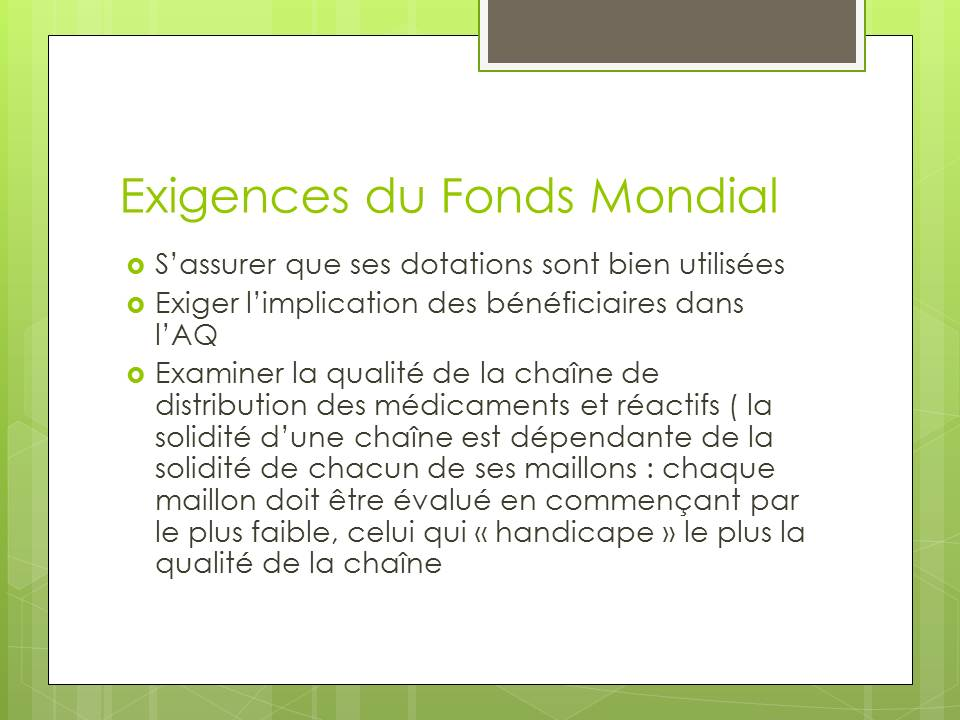 Exigences du Fonds Mondial
S’assurer que ses dotations sont bien utilisées
Exiger l’implication des bénéficiaires dans
l’AQ
Examiner la qualité de la chaîne de
distribution des médicaments et réactifs ( la
solidité d’une chaîne est dépendante de la
solidité de chacun de ses maillons : chaque
maillon doit être évalué en commençant par
le plus faible, celui qui « handicape » le plus la
qualité de la chaîne